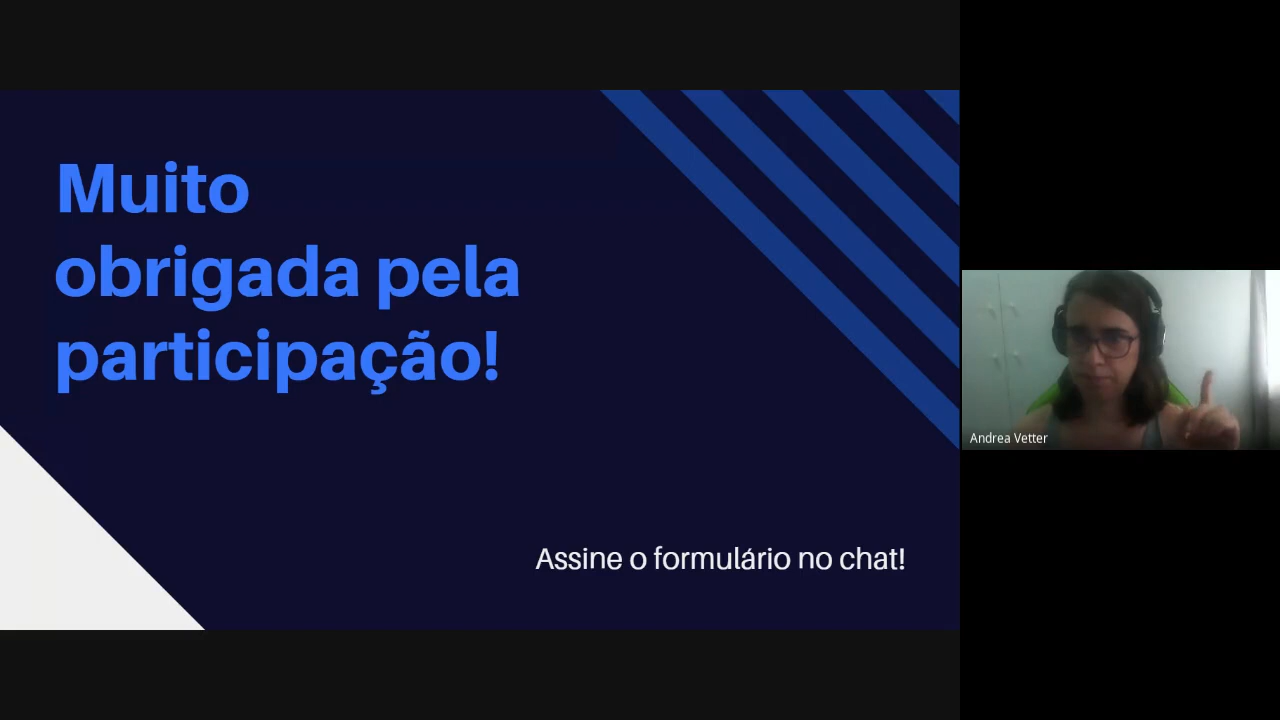 Muito
obrigada pela
participação!
Assine o formulário no chat!
Andrea Vetter